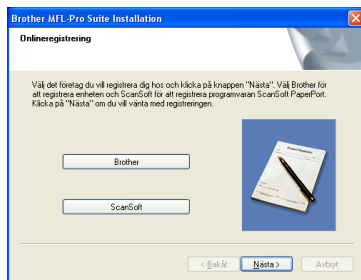 Brother MFL-Pro Suite Installation
Onlineregistrering
Välj det företag du vill registrera dig hos och klicka på knappen "Nästa". Välj Brother för
att registrera enheten och ScanSoft för att registrera programvaran ScanSoft PaperPort.
Klicka på "Nästa" om du vill vänta med registreringen.
Brother
ScanSoft
< Bakåt Nästa > Avbryt